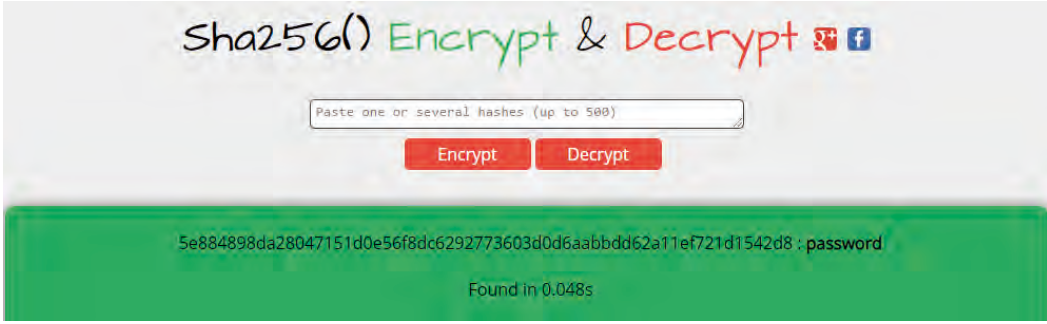 Sha256() Encrypt & Decrypt g+ f
Paste one or several hashes (up to 500)
Encrypt Decrypt
5e884898da28047151d0e56f8dc6292773603d0d6aabbdd62a11ef721d1542d8 : password
Found in 0.048s